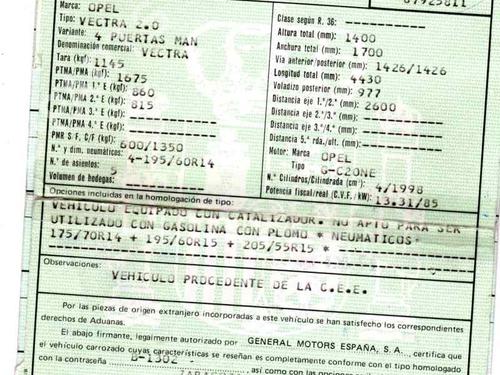 87925811
Marca: OPEL
Tipo: VECTRA 2.0
Variante: 4 PUERTAS MAN
Denominación comercial: VECTRA
Tara (kgf): 1145
PTMA/PMA (kgf): 1675
PTMA/PMA 1.º E (kgf): 860
PTMA/PMA 2.º E (kgf): 815
PTMA/PMA 3.º E (kgf):
PTMA/PMA 4.º E (kgf):
PMR S.F, C/F (kgf): 600/1350
N.º y dim. neumáticos: 4-195/60R14
N.º de asientos: 5
Volumen de bodegas:
Clase según R. 36:
Altura total (mm): 1400
Anchura total (mm): 1700
Via anterior/posterior (mm): 1426/1426
Longitud total (mm): 4430
Voladizo posterior (mm): 977
Distancia eje 1.º/2.º (mm): 2600
Distancia eje 2.º/3.º (mm):
Distancia eje 3.º/4.º (mm):
Distancia 5.ª rda./ult. (mm):
Motor: Marca OPEL
Tipo G-C20NE
N.º Cilindros/Cilindrada (cm³) 4/1998
Potencia fiscal/real (C.V.F./kW) 13.31/85
Opciones incluidas en la homologación de tipo:
VEHICULO EQUIPADO CON CATALIZADOR. NO APTO PARA SER
UTILIZADO CON GASOLINA CON PLOMO * NEUMATICOS:
175/70R14 + 195/60R15 + 205/55R15 *
Observaciones:
VEHICULO PROCEDENTE DE LA C.E.E.
Por las piezas de origen extranjero incorporadas a este vehículo se han satisfecho los correspondientes
derechos de Aduanas.
El abajo firmante, legalmente autorizado por GENERAL MOTORS ESPAÑA, S.A., certifica que
el vehículo carrozado cuyas características se reseñan es completamente conforme con el tipo homologado
con la contraseña B-1302, así como con las opciones